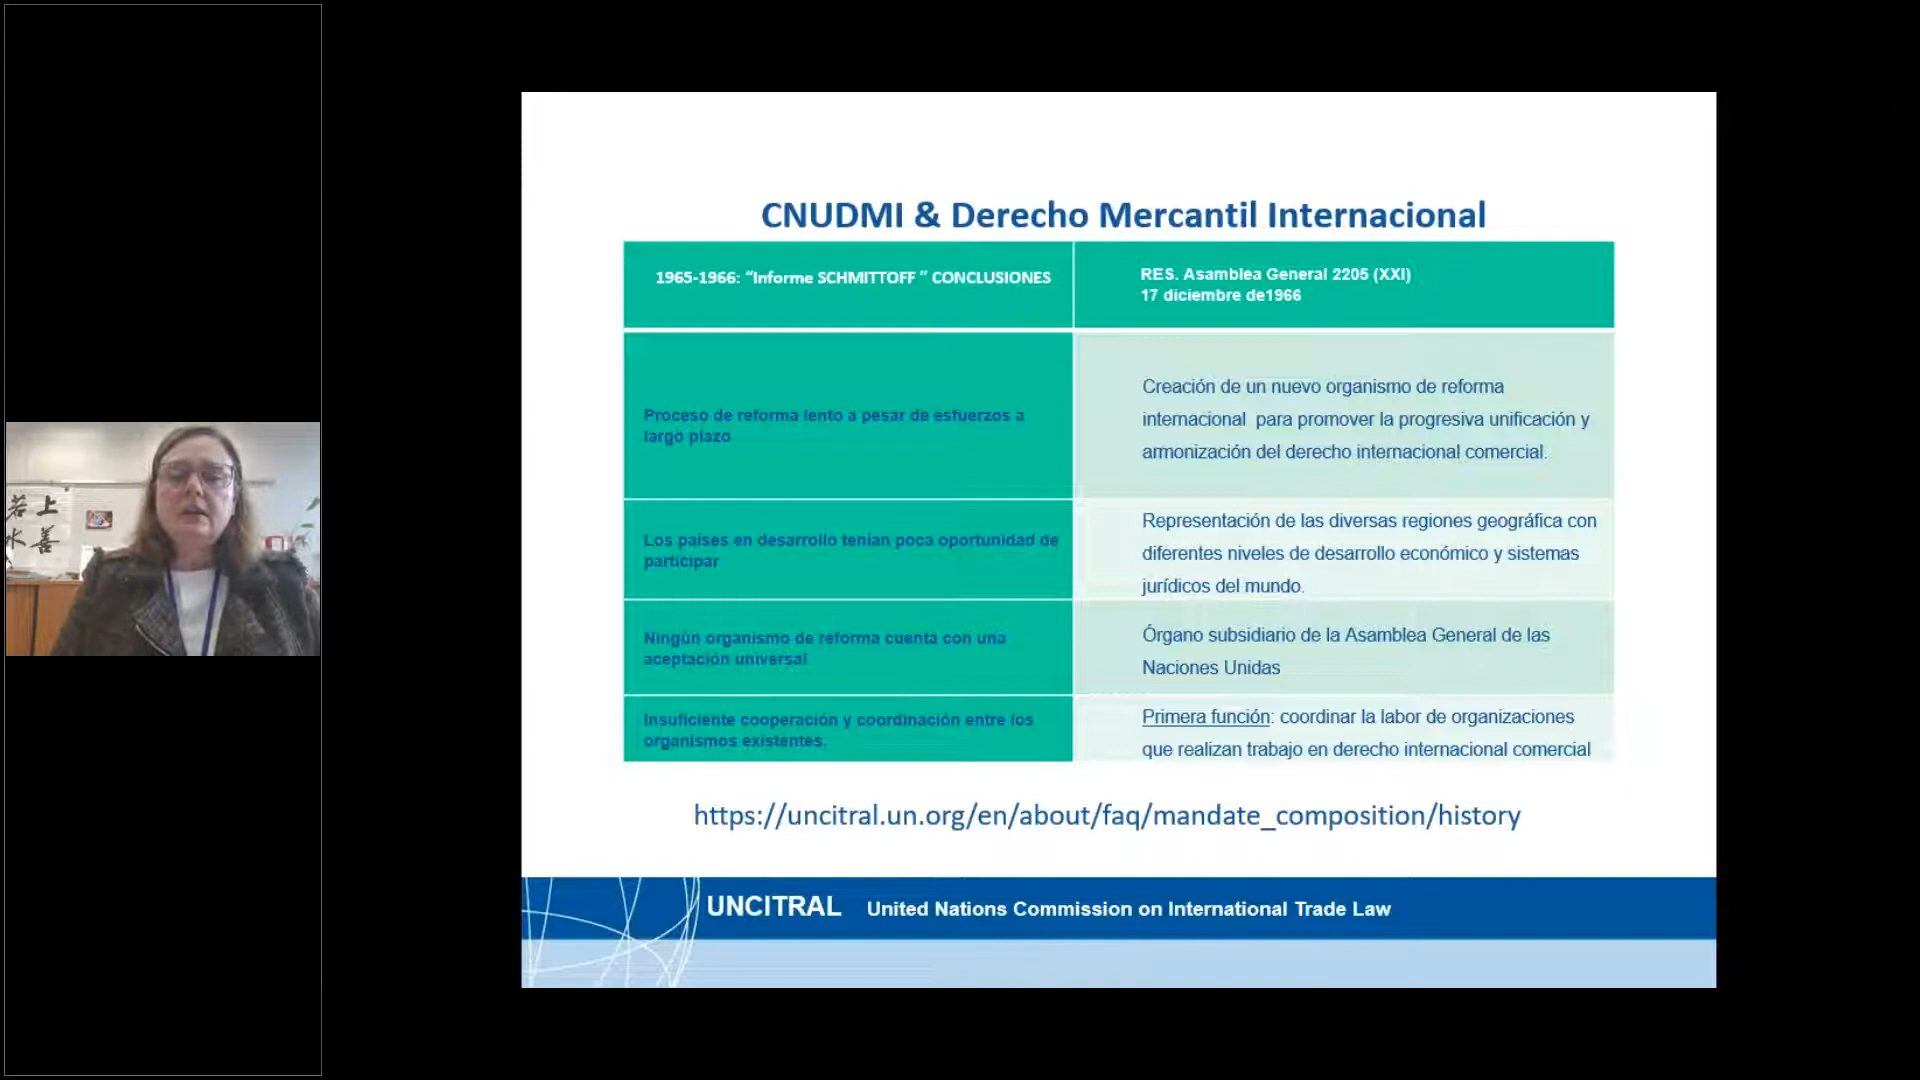 CNUDMI & Derecho Mercantil Internacional
1965-1966: “Informe SCHMITTOFF ” CONCLUSIONES
RES. Asamblea General 2205 (XXI)
17 diciembre de1966
Proceso de reforma lento a pesar de esfuerzos a
largo plazo
Creación de un nuevo organismo de reforma
internacional para promover la progresiva unificación y
armonización del derecho internacional comercial.
Los países en desarrollo tenían poca oportunidad de
participar
Representación de las diversas regiones geográfica con
diferentes niveles de desarrollo económico y sistemas
jurídicos del mundo.
Ningún organismo de reforma cuenta con una
aceptación universal
Órgano subsidiario de la Asamblea General de las
Naciones Unidas
Insuficiente cooperación y coordinación entre los
organismos existentes.
Primera función: coordinar la labor de organizaciones
que realizan trabajo en derecho internacional comercial
https://uncitral.un.org/en/about/faq/mandate_composition/history
UNCITRAL United Nations Commission on International Trade Law
上善
若水